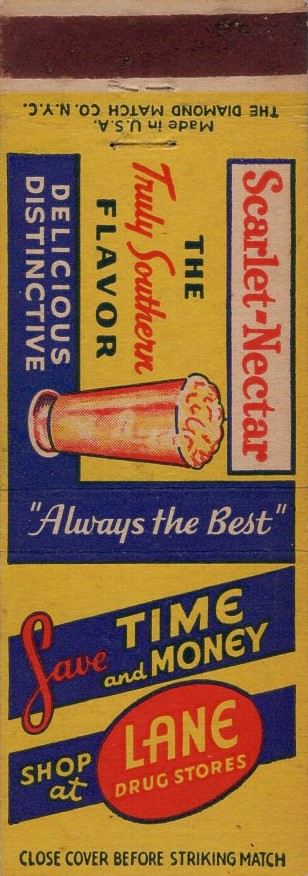 Made in U.S.A.
THE DIAMOND MATCH CO. N.Y.C.
Scarlet-Nectar
THE
Truly Southern
FLAVOR
DELICIOUS
DISTINCTIVE
"Always the Best"
Save TIME
and MONEY
SHOP
at
LANE
DRUG STORES
CLOSE COVER BEFORE STRIKING MATCH